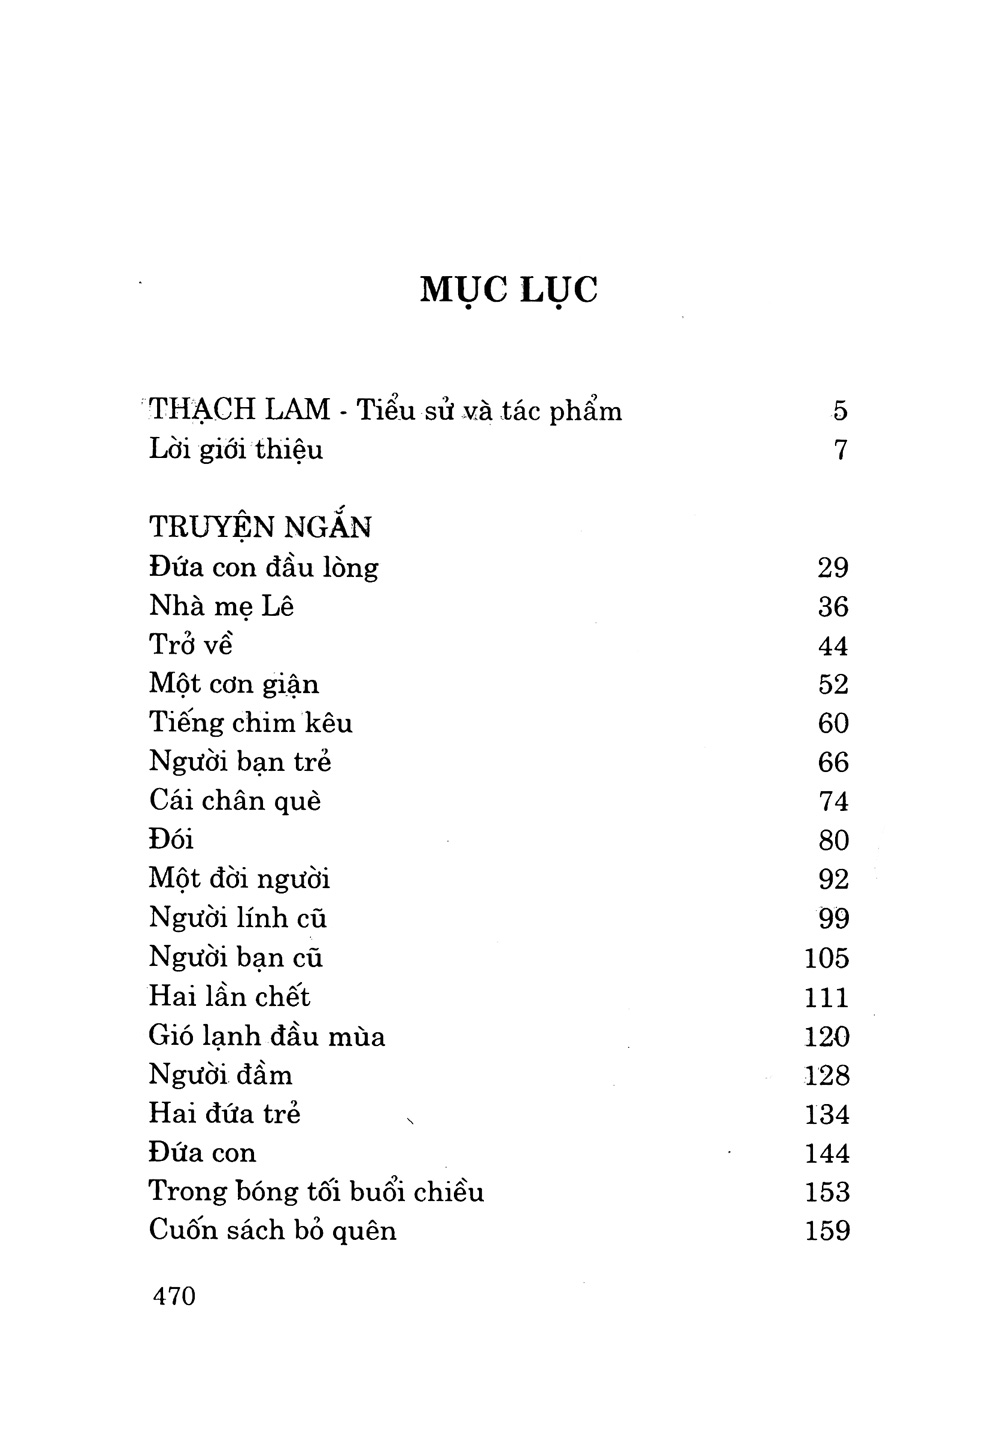 MỤC LỤC
THẠCH LAM - Tiểu sử và tác phẩm 5
Lời giới thiệu 7
TRUYỆN NGẮN
Đứa con đầu lòng 29
Nhà mẹ Lê 36
Trở về 44
Một cơn giận 52
Tiếng chim kêu 60
Người bạn trẻ 66
Cái chân què 74
Đói 80
Một đời người 92
Người lính cũ 99
Người bạn cũ 105
Hai lần chết 111
Gió lạnh đầu mùa 120
Người đầm 128
Hai đứa trẻ 134
Đứa con 144
Trong bóng tối buổi chiều 153
Cuốn sách bỏ quên 159
470